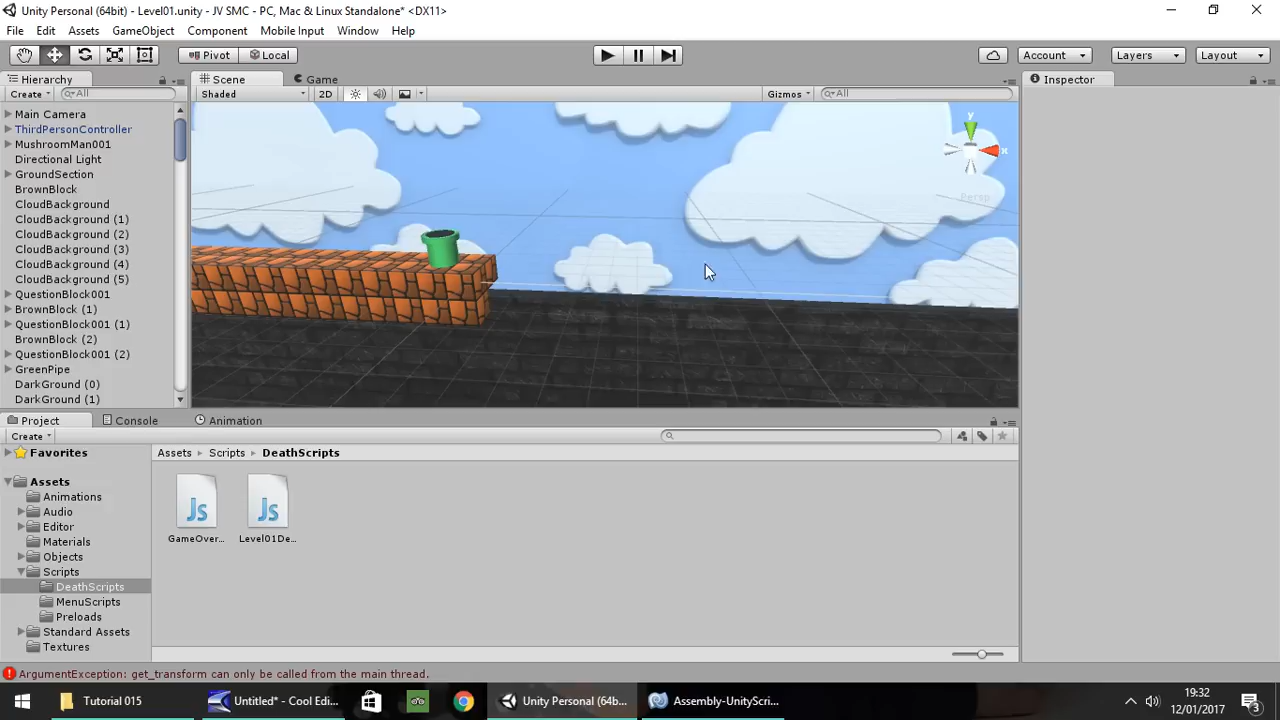 Unity Personal (64bit) - Level01.unity - JV SMC - PC, Mac & Linux Standalone* <DX11>
File Edit Assets GameObject Component Mobile Input Window Help
Pivot Local Account Layers Layout
Hierarchy Scene Game Inspector
Create All Shaded 2D Gizmos All
Main Camera
ThirdPersonController
MushroomMan001
Directional Light
GroundSection
BrownBlock
CloudBackground
CloudBackground (1)
CloudBackground (2)
CloudBackground (3)
CloudBackground (4)
CloudBackground (5)
QuestionBlock001
BrownBlock (1)
QuestionBlock001 (1)
BrownBlock (2)
QuestionBlock001 (2)
GreenPipe
DarkGround (0)
DarkGround (1)
y
x
Persp
Project Console Animation
Create
Favorites
Assets
Animations
Audio
Editor
Materials
Objects
Scripts
DeathScripts
MenuScripts
Preloads
Standard Assets
Textures
Assets Scripts DeathScripts
Js Js
GameOver... Level01De...
ArgumentException: get_transform can only be called from the main thread.
Tutorial 015 Untitled* - Cool Edi... Unity Personal (64b... Assembly-UnityScri...
19:32
12/01/2017
3